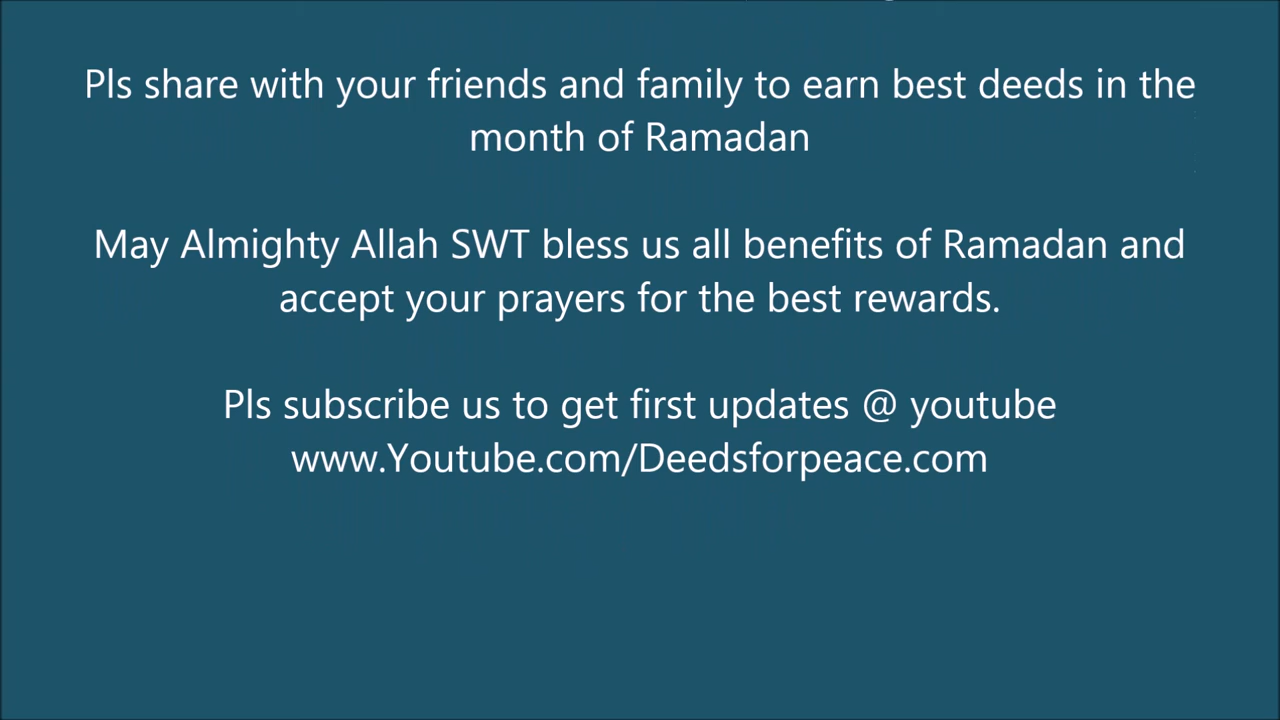 Pls share with your friends and family to earn best deeds in the
month of Ramadan
May Almighty Allah SWT bless us all benefits of Ramadan and
accept your prayers for the best rewards.
Pls subscribe us to get first updates @ youtube
www.Youtube.com/Deedsforpeace.com